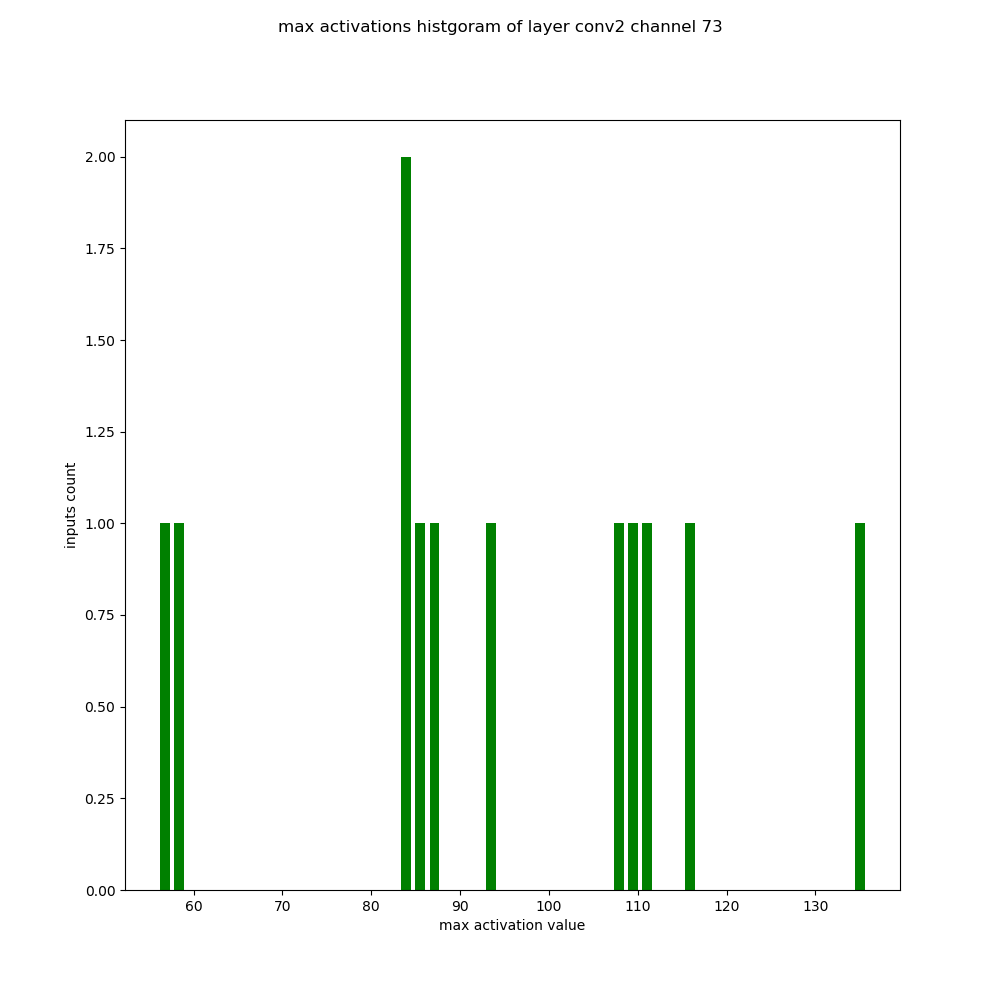 max activations histgoram of layer conv2 channel 73
2.00
1.75
1.50
1.25
1.00
0.75
0.50
0.25
0.00
inputs count
60 70 80 90 100 110 120 130
max activation value